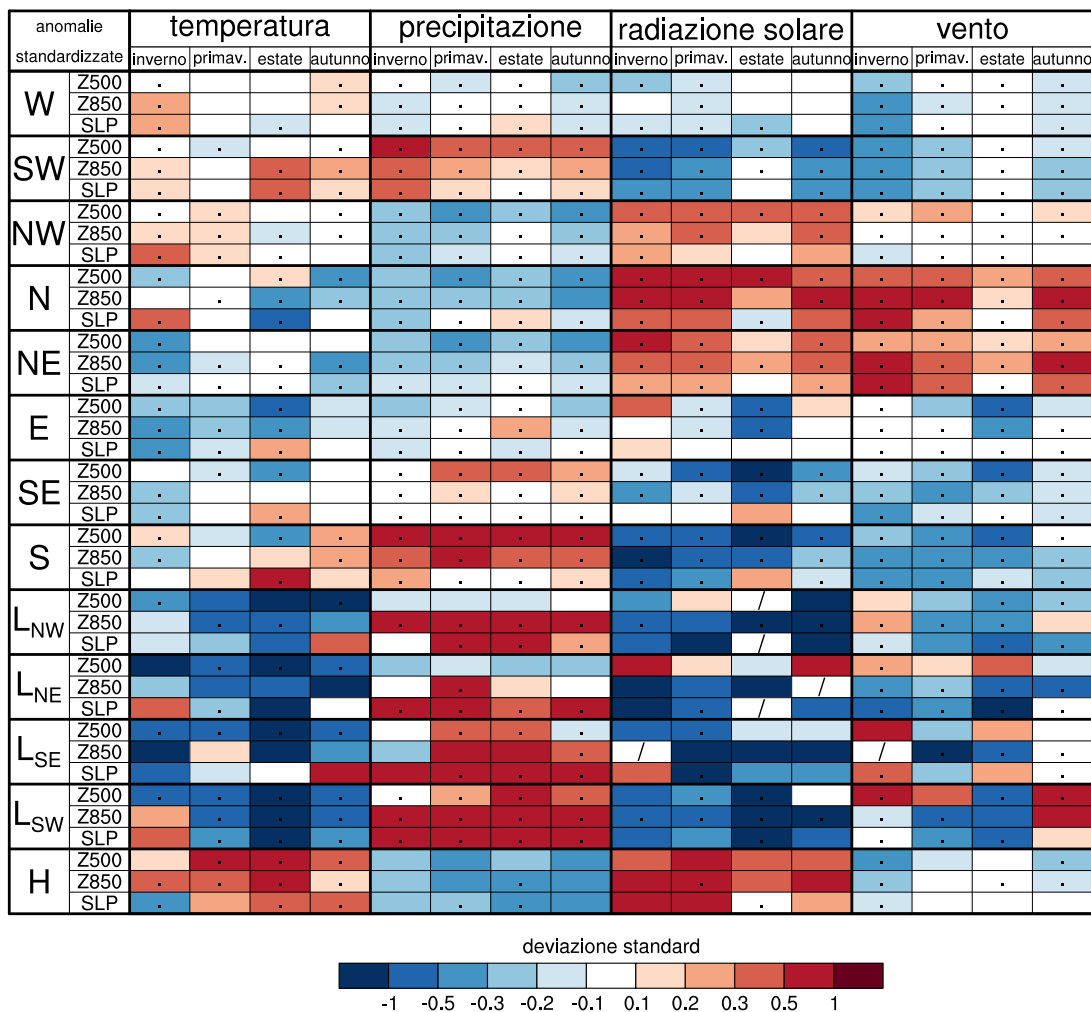 anomalie
standardizzate
temperatura precipitazione radiazione solare vento
inverno primav. estate autunno inverno primav. estate autunno inverno primav. estate autunno inverno primav. estate autunno
W
Z500
Z850
SLP
SW
Z500
Z850
SLP
NW
Z500
Z850
SLP
N
Z500
Z850
SLP
NE
Z500
Z850
SLP
E
Z500
Z850
SLP
SE
Z500
Z850
SLP
S
Z500
Z850
SLP
LNW
Z500 /
Z850
SLP /
LNE
Z500
Z850 /
SLP /
LSE
Z500
Z850 / /
SLP
LSW
Z500
Z850
SLP
H
Z500
Z850
SLP
deviazione standard
-1 -0.5 -0.3 -0.2 -0.1 0.1 0.2 0.3 0.5 1